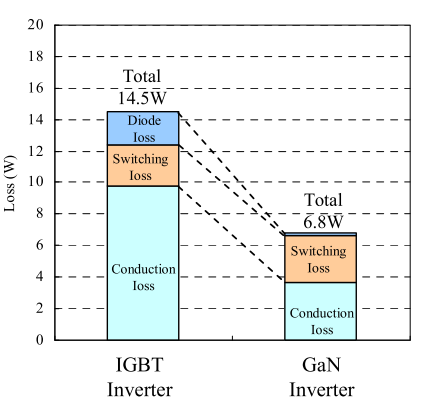 20
18
16
14
12
10
8
6
4
2
0
Loss (W)
Total
14.5W
Diode
loss
Switching
loss
Conduction
loss
Total
6.8W
Switching
loss
Conduction
loss
IGBT
Inverter
GaN
Inverter